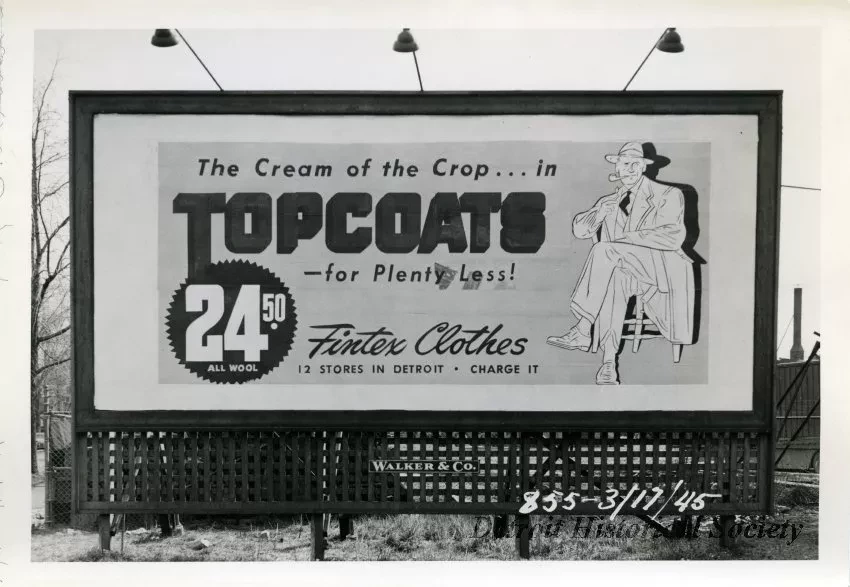 The Cream of the Crop... in
TOPCOATS
—for Plenty Less!
24.50
ALL WOOL
Fintex Clothes
12 STORES IN DETROIT • CHARGE IT
WALKER & CO.
855-3/17/45
Detroit Historical Society